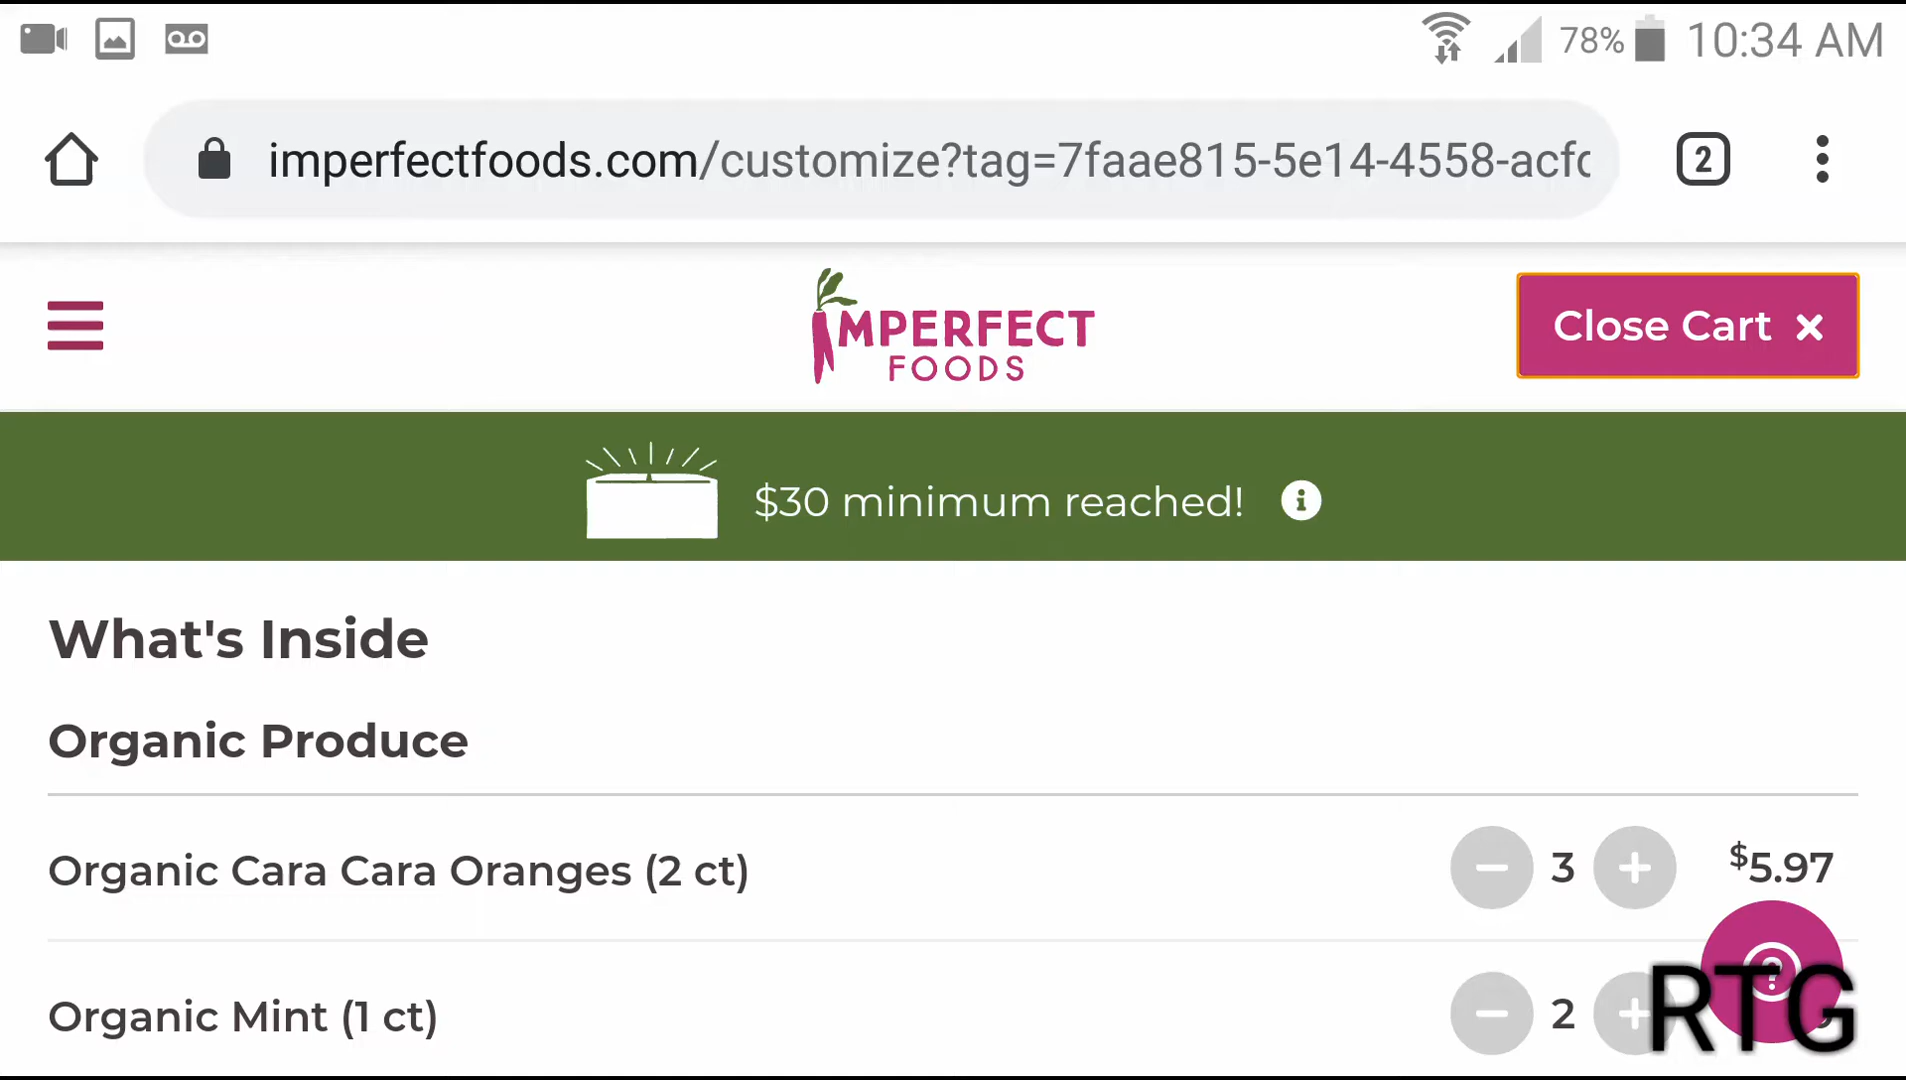 78% 10:34 AM
imperfectfoods.com/customize?tag=7faae815-5e14-4558-acfc
2
IMPERFECT
FOODS
Close Cart ×
$30 minimum reached!
What's Inside
Organic Produce
Organic Cara Cara Oranges (2 ct) − 3 + $5.97
Organic Mint (1 ct) − 2 +
RTG